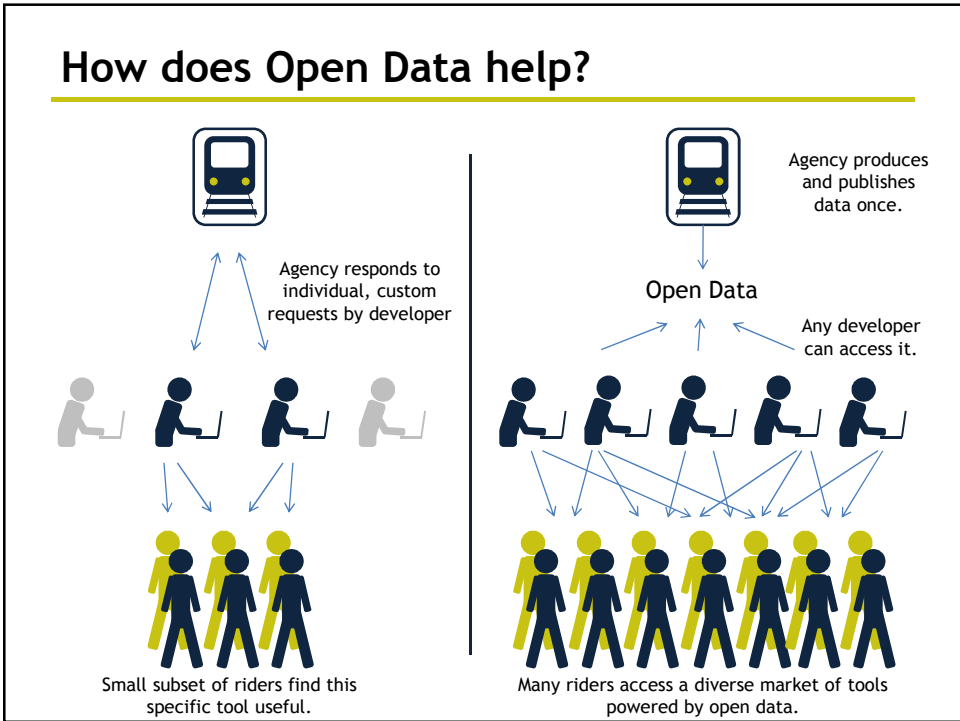 How does Open Data help?
Agency responds to
individual, custom
requests by developer
Small subset of riders find this
specific tool useful.
Agency produces
and publishes
data once.
Open Data
Any developer
can access it.
Many riders access a diverse market of tools
powered by open data.